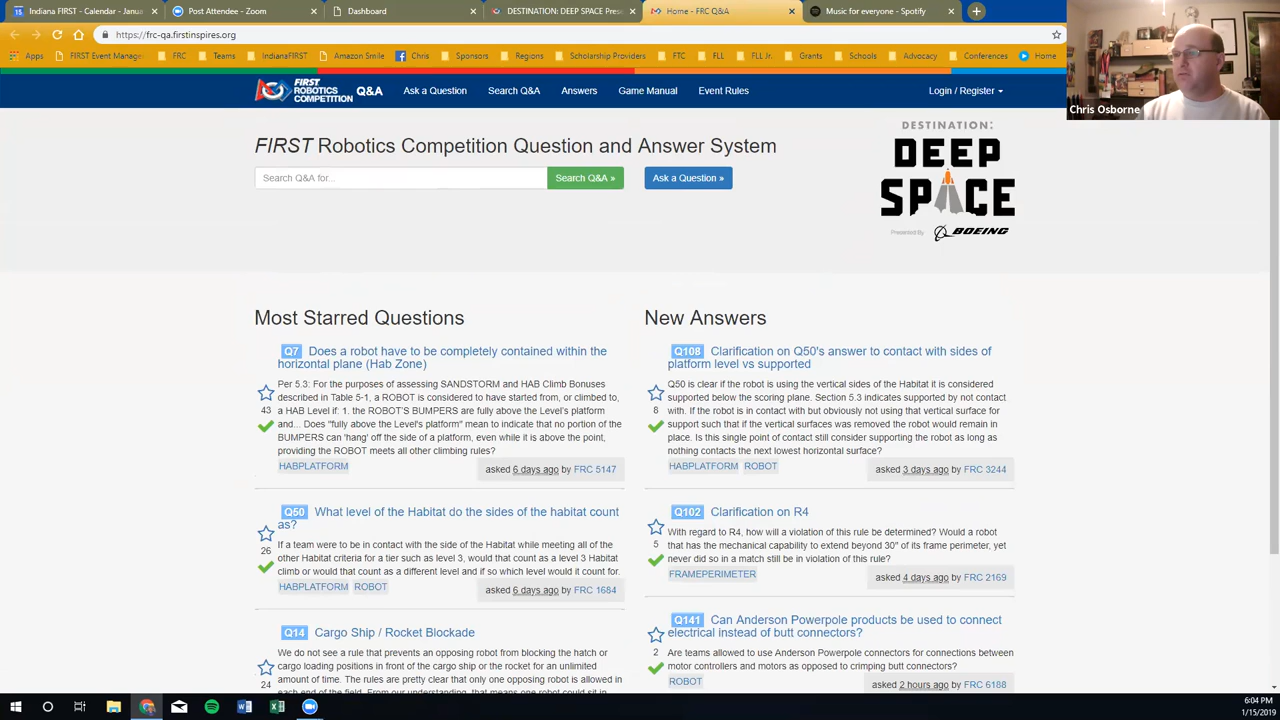 Indiana FIRST - Calendar - Janua
Post Attendee - Zoom
Dashboard
DESTINATION: DEEP SPACE Pres
Home - FRC Q&A
Music for everyone - Spotify
https://frc-qa.firstinspires.org
Apps
FIRST Event Manage
FRC
Teams
IndianaFIRST
Amazon Smile
Chris
Sponsors
Regions
Scholarship Providers
FTC
FLL
FLL Jr.
Grants
Schools
Advocacy
Conferences
Home
Chris Osborne
FIRST
ROBOTICS
COMPETITION
Q&A
Ask a Question
Search Q&A
Answers
Game Manual
Event Rules
Login / Register
FIRST Robotics Competition Question and Answer System
Search Q&A for...
Search Q&A »
Ask a Question »
DESTINATION:
DEEP
SPACE
Presented By
BOEING
Most Starred Questions
Q7 Does a robot have to be completely contained within the
horizontal plane (Hab Zone)
43
Per 5.3: For the purposes of assessing SANDSTORM and HAB Climb Bonuses
described in Table 5-1, a ROBOT is considered to have started from, or climbed to,
a HAB Level if: 1. the ROBOT'S BUMPERS are fully above the Level's platform
and... Does "fully above the Level's platform" mean to indicate that no portion of the
BUMPERS can 'hang' off the side of a platform, even while it is above the point,
providing the ROBOT meets all other climbing rules?
HABPLATFORM
asked 6 days ago by FRC 5147
Q50 What level of the Habitat do the sides of the habitat count
as?
26
If a team were to be in contact with the side of the Habitat while meeting all of the
other Habitat criteria for a tier such as level 3, would that count as a level 3 Habitat
climb or would that count as a different level and if so which level would it count for.
HABPLATFORM ROBOT
asked 6 days ago by FRC 1684
Q14 Cargo Ship / Rocket Blockade
24
We do not see a rule that prevents an opposing robot from blocking the hatch or
cargo loading positions in front of the cargo ship or the rocket for an unlimited
amount of time. The rules are pretty clear that only one opposing robot is allowed in
each end of the field. From our understanding, that means one robot could sit in
New Answers
Q108 Clarification on Q50's answer to contact with sides of
platform level vs supported
8
Q50 is clear if the robot is using the vertical sides of the Habitat it is considered
supported below the scoring plane. Section 5.3 indicates supported by not contact
with. If the robot is in contact with but obviously not using that vertical surface for
support such that if the vertical surfaces was removed the robot would remain in
place. Is this single point of contact still consider supporting the robot as long as
nothing contacts the next lowest horizontal surface?
HABPLATFORM ROBOT
asked 3 days ago by FRC 3244
Q102 Clarification on R4
5
With regard to R4, how will a violation of this rule be determined? Would a robot
that has the mechanical capability to extend beyond 30" of its frame perimeter, yet
never did so in a match still be in violation of this rule?
FRAMEPERIMETER
asked 4 days ago by FRC 2169
Q141 Can Anderson Powerpole products be used to connect
electrical instead of butt connectors?
2
Are teams allowed to use Anderson Powerpole connectors for connections between
motor controllers and motors as opposed to crimping butt connectors?
ROBOT
asked 2 hours ago by FRC 6188
6:04 PM
1/15/2019